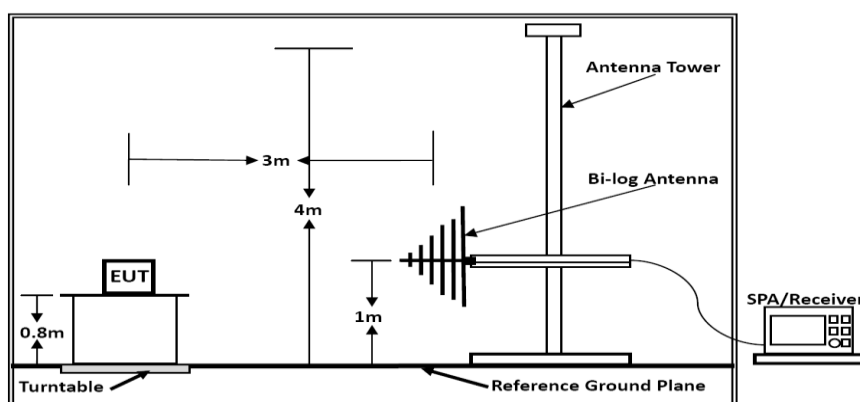 Antenna Tower
3m
Bi-log Antenna
4m
EUT
0.8m
1m
SPA/Receiver
Turntable
Reference Ground Plane